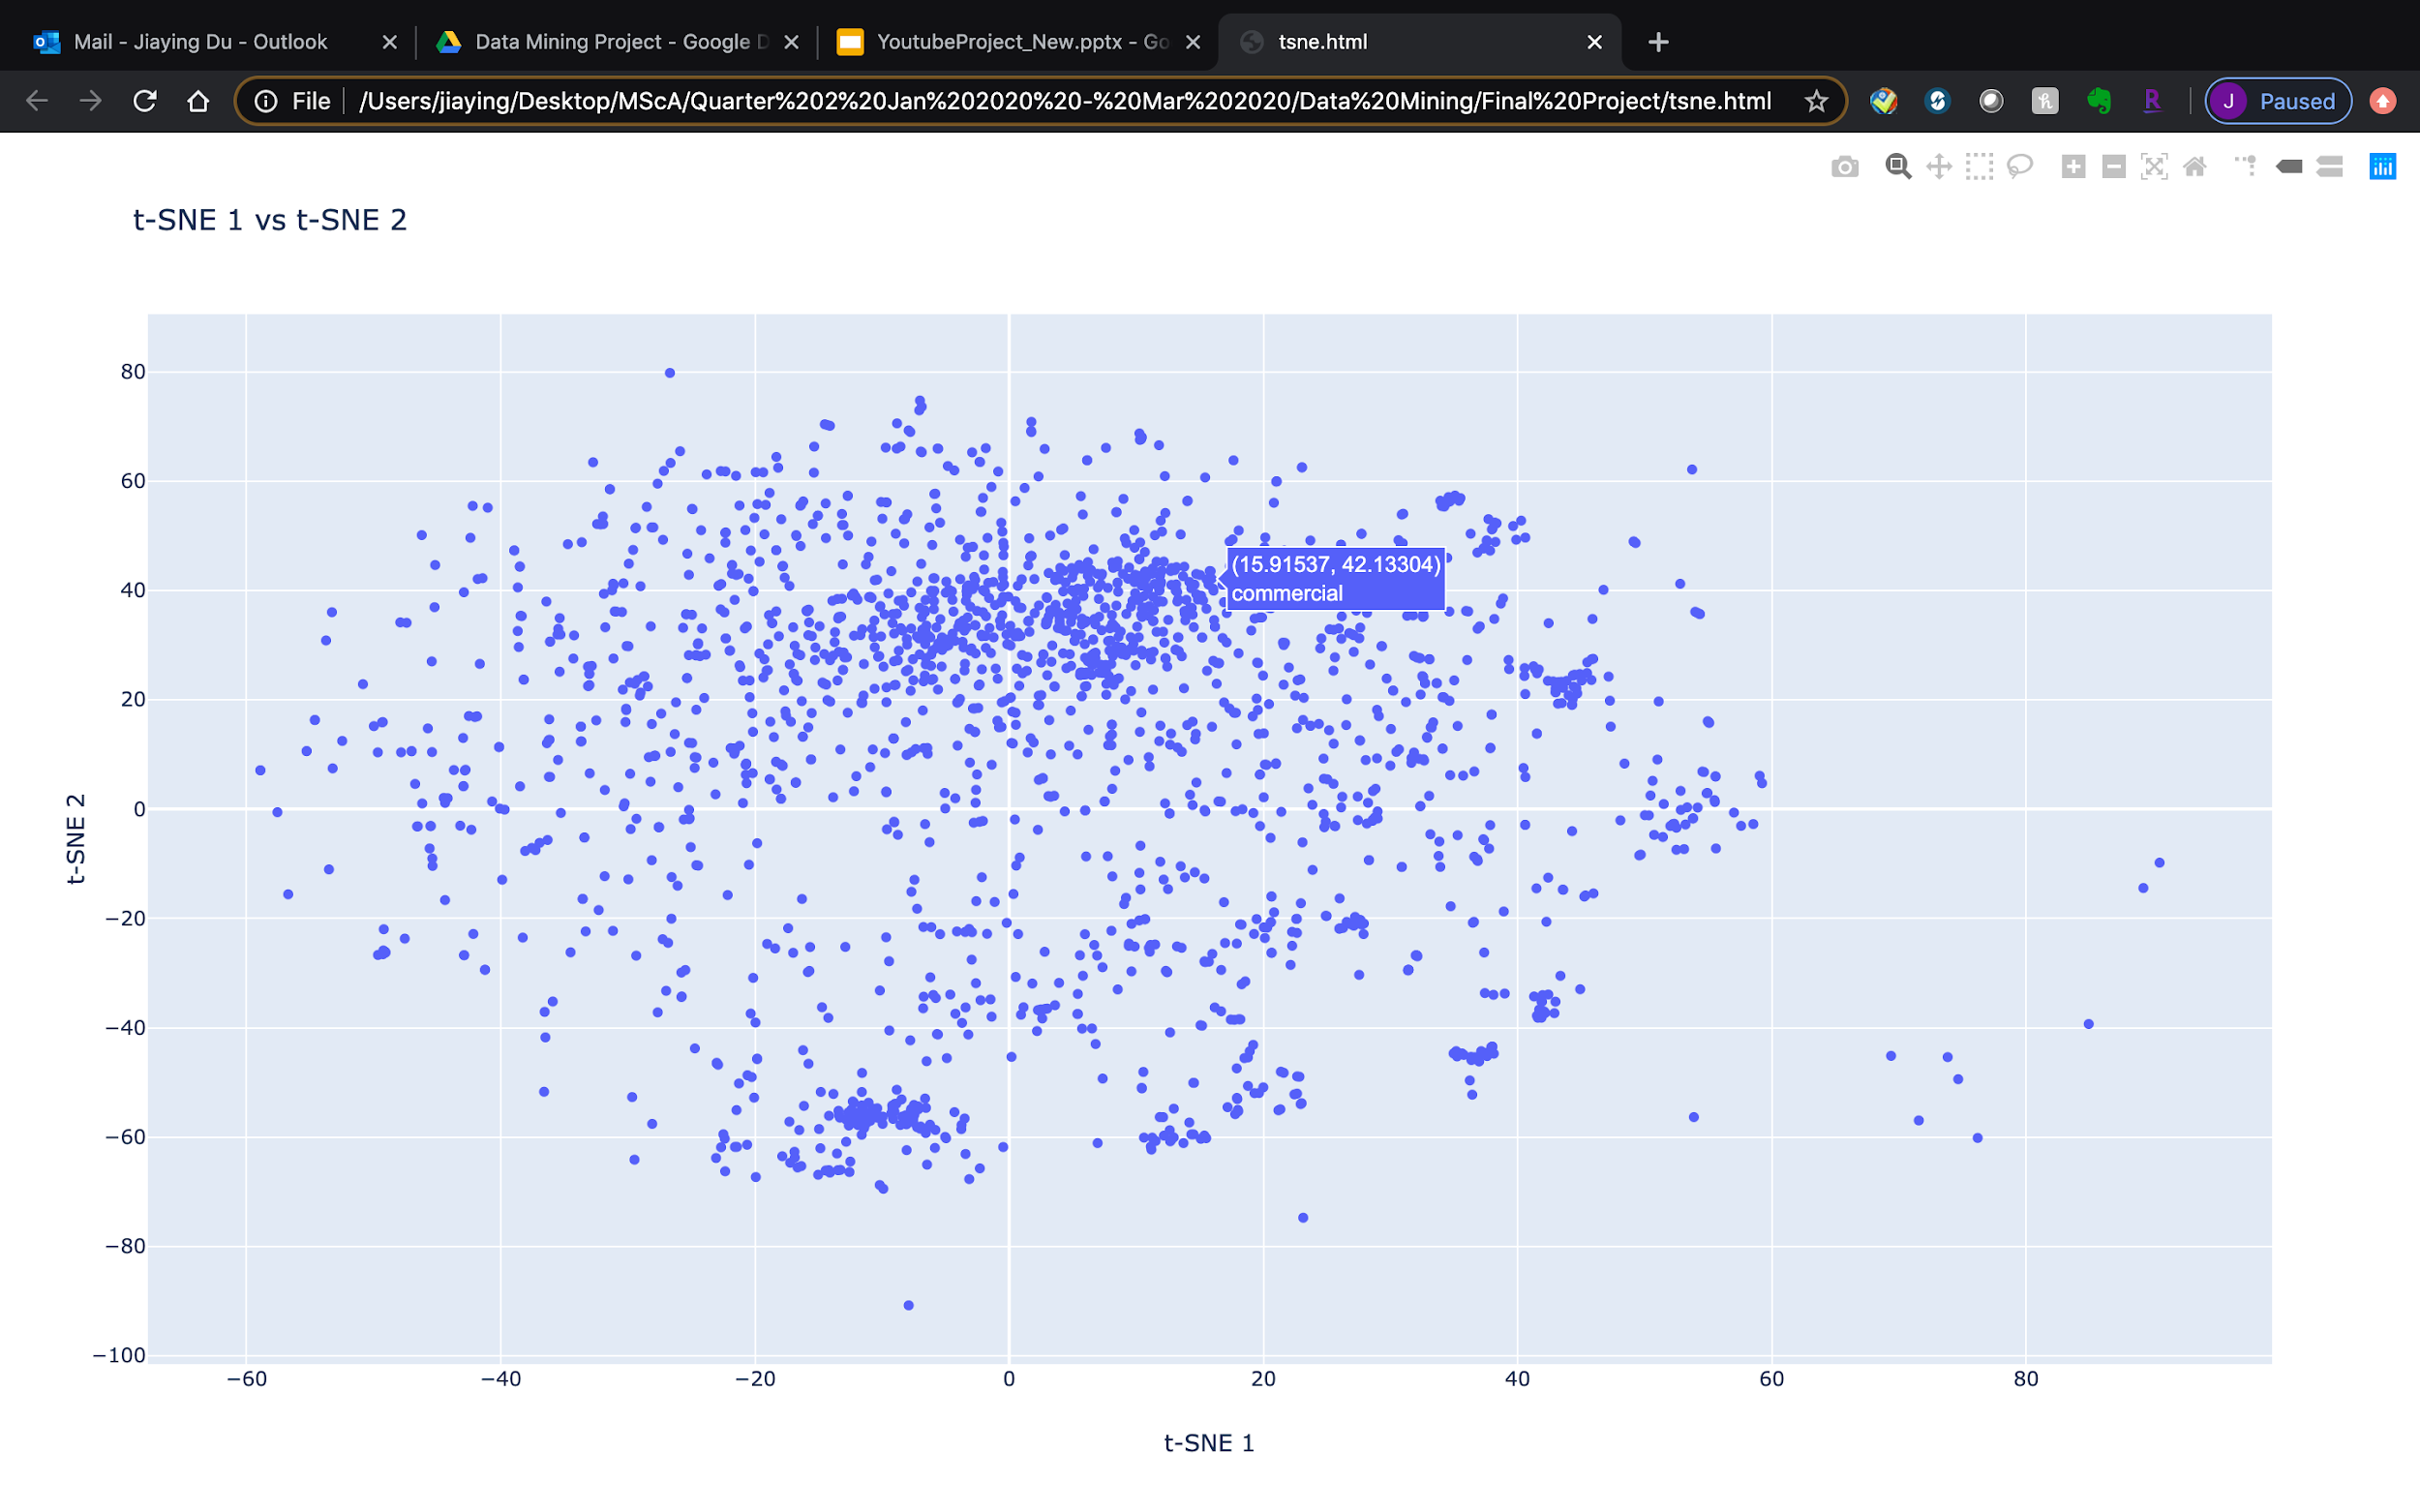 Mail - Jiaying Du - Outlook
Data Mining Project - Google D
YoutubeProject_New.pptx - Go
tsne.html
File
/Users/jiaying/Desktop/MScA/Quarter%202%20Jan%202020%20-%20Mar%202020/Data%20Mining/Final%20Project/tsne.html
J Paused
t-SNE 1 vs t-SNE 2
80
60
40
20
0
−20
−40
−60
−80
−100
t-SNE 2
(15.91537, 42.13304)
commercial
−60 −40 −20 0 20 40 60 80
t-SNE 1